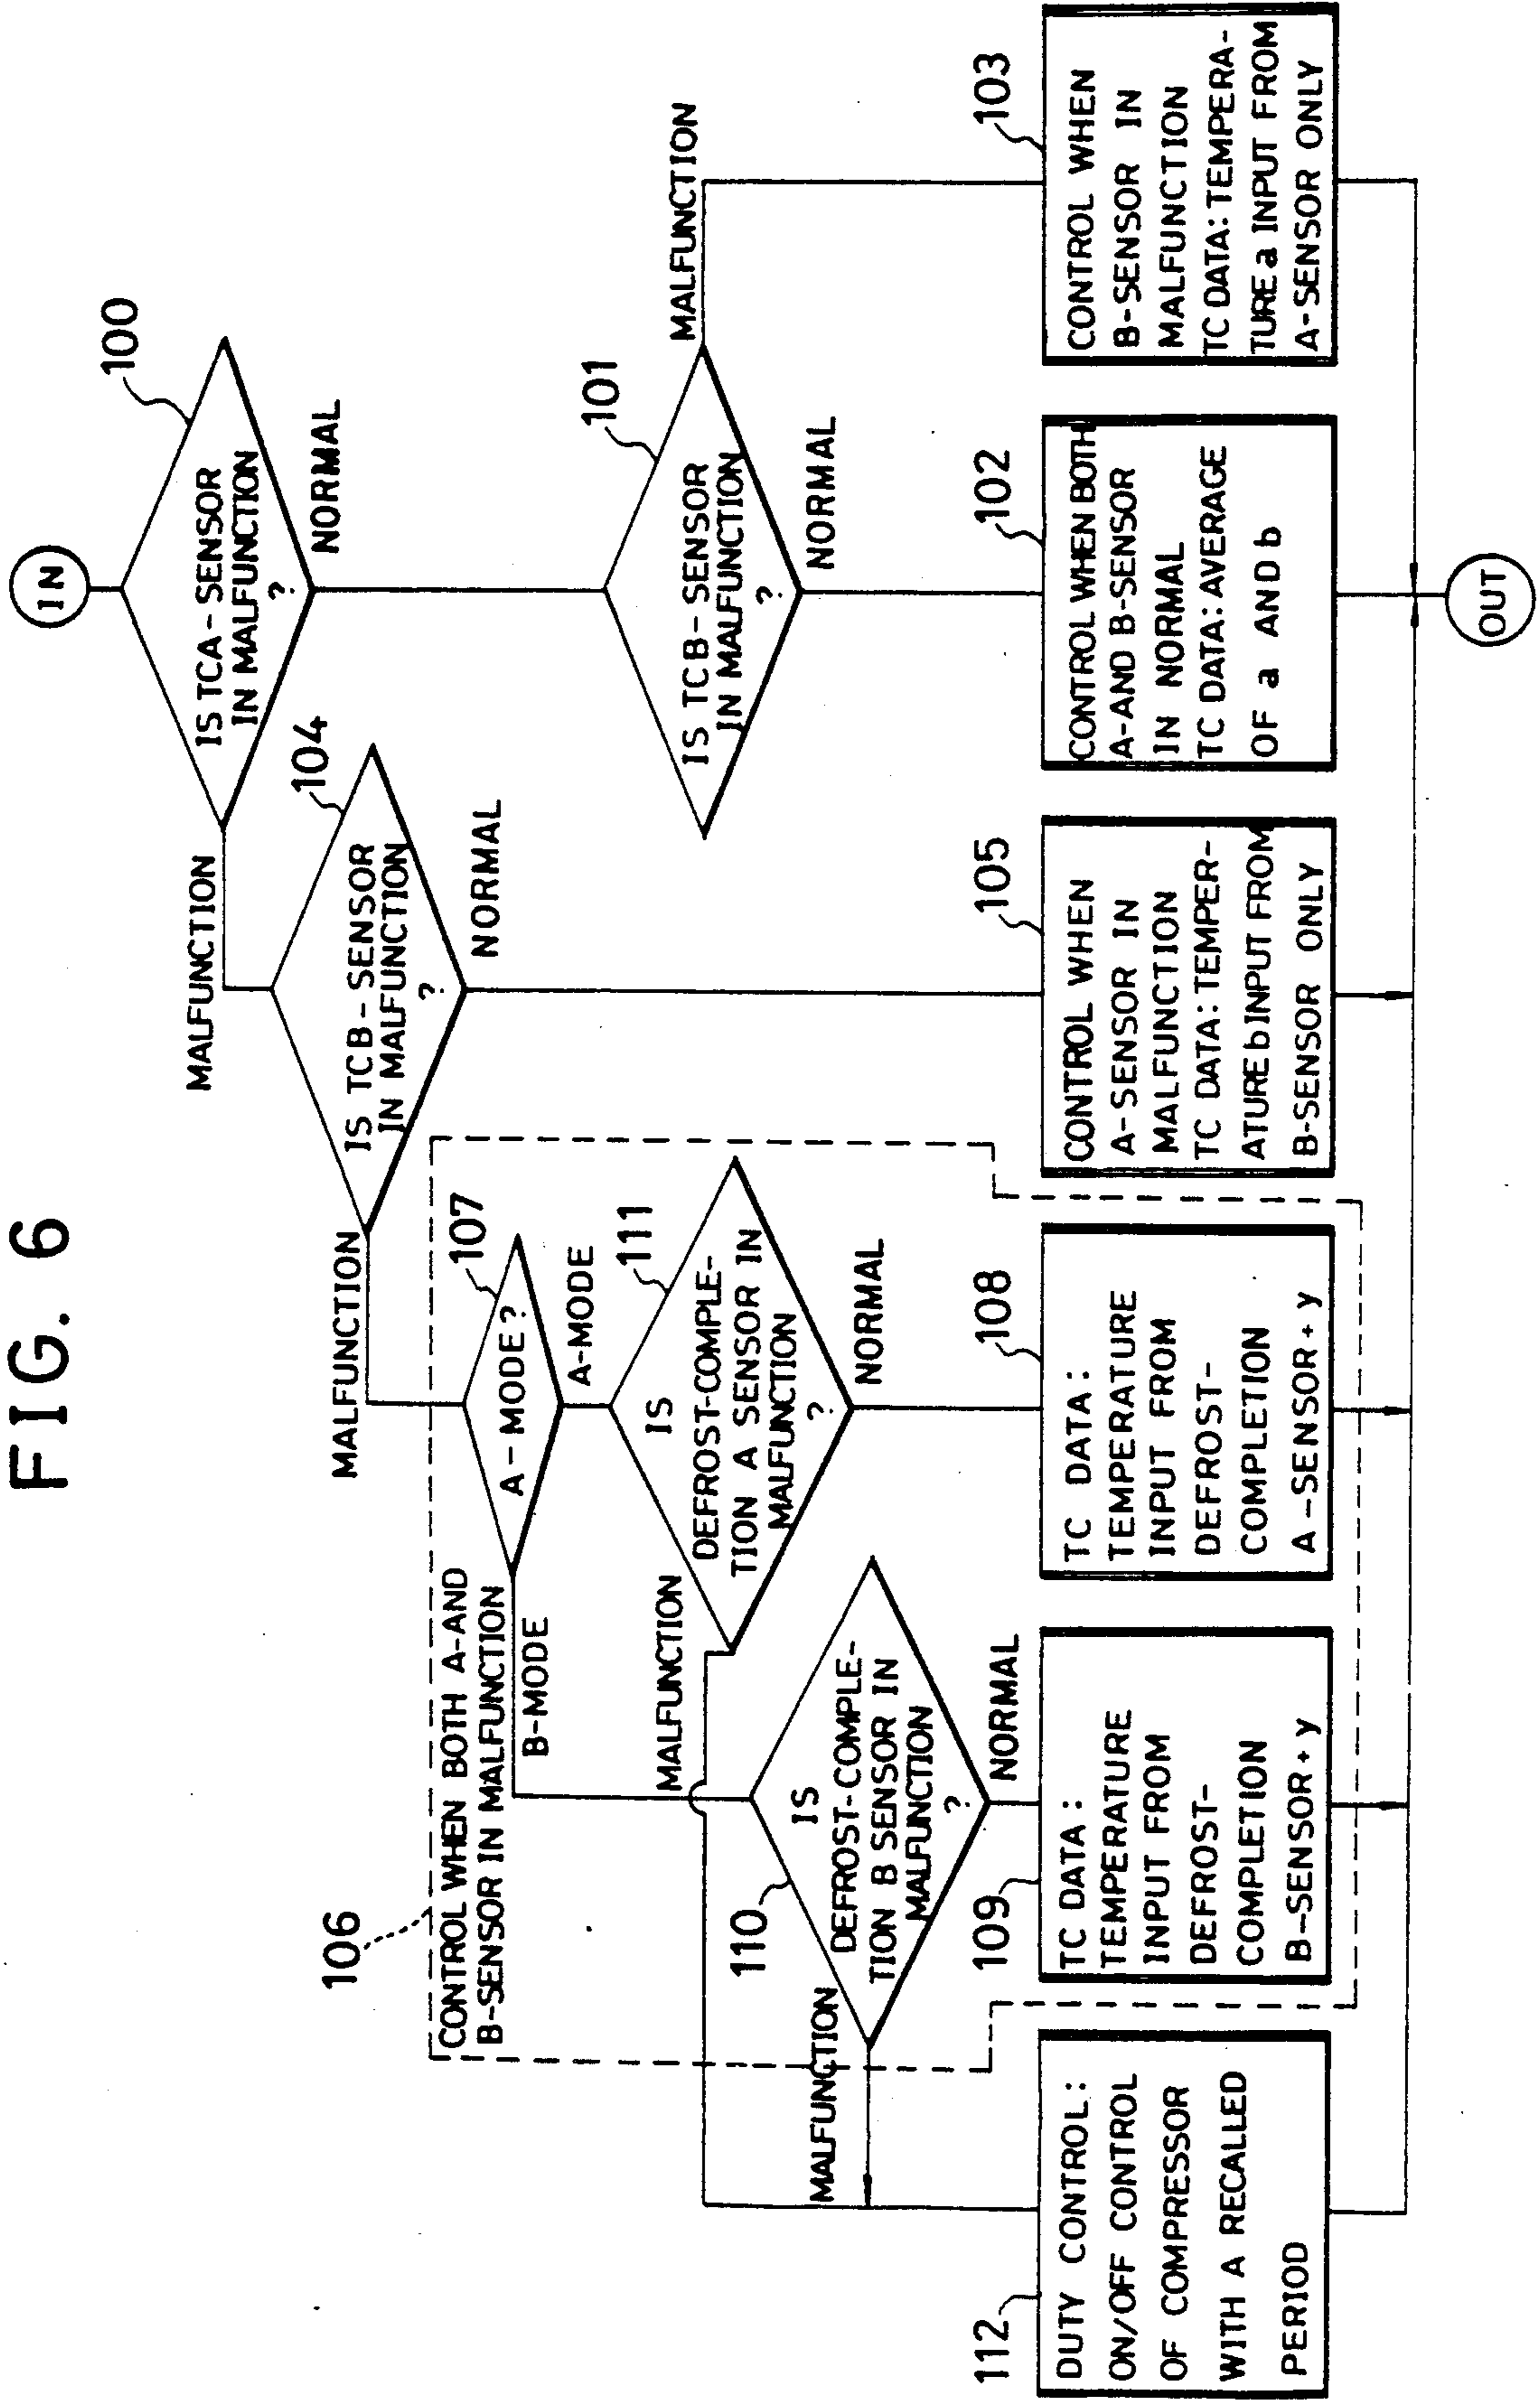 FIG. 6
IN
100
IS TCA-SENSOR
IN MALFUNCTION
?
MALFUNCTION
NORMAL
104
IS TCB-SENSOR
IN MALFUNCTION
?
MALFUNCTION
NORMAL
101
IS TCB-SENSOR
IN MALFUNCTION
?
NORMAL
MALFUNCTION
106
CONTROL WHEN BOTH A-AND
B-SENSOR IN MALFUNCTION
107
A-MODE?
B-MODE
A-MODE
111
IS
DEFROST-COMPLE-
TION A SENSOR IN
MALFUNCTION
?
MALFUNCTION
NORMAL
110
IS
DEFROST-COMPLE-
TION B SENSOR IN
MALFUNCTION
?
MALFUNCTION
NORMAL
112
DUTY CONTROL:
ON/OFF CONTROL
OF COMPRESSOR
WITH A RECALLED
PERIOD
109
TC DATA:
TEMPERATURE
INPUT FROM
DEFROST-
COMPLETION
B-SENSOR+y
108
TC DATA:
TEMPERATURE
INPUT FROM
DEFROST-
COMPLETION
A-SENSOR+y
105
CONTROL WHEN
A-SENSOR IN
MALFUNCTION
TC DATA:TEMPER-
ATURE b INPUT FROM
B-SENSOR ONLY
102
CONTROL WHEN BOTH
A-AND B-SENSOR
IN NORMAL
TC DATA:AVERAGE
OF a AND b
103
CONTROL WHEN
B-SENSOR IN
MALFUNCTION
TC DATA:TEMPERA-
TURE a INPUT FROM
A-SENSOR ONLY
OUT